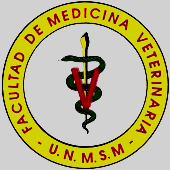 FACULTAD DE MEDICINA VETERINARIA
V
- U.N.M.S.M -